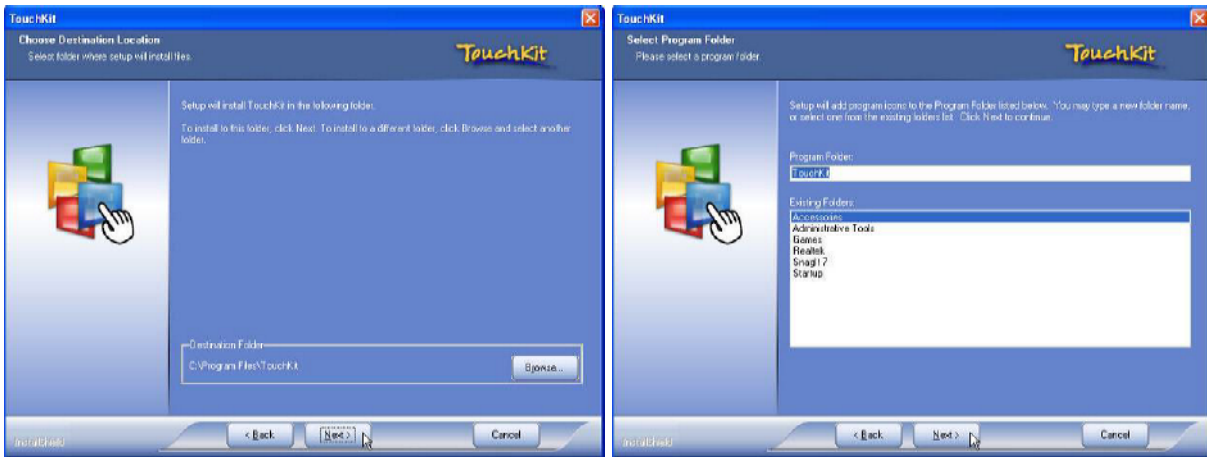 TouchKit
Choose Destination Location
Select folder where setup will install files.
TouchKit
Setup will install TouchKit in the following folder.
To install to this folder, click Next. To install to a different folder, click Browse and select another
folder.
Destination Folder
C:\Program Files\TouchKit
Browse...
InstallShield
< Back
Next >
Cancel
TouchKit
Select Program Folder
Please select a program folder.
TouchKit
Setup will add program icons to the Program Folder listed below. You may type a new folder name,
or select one from the existing folders list. Click Next to continue.
Program Folder:
TouchKit
Existing Folders:
Accessories
Administrative Tools
Games
Realtek
SnagIt 7
Startup
InstallShield
< Back
Next >
Cancel